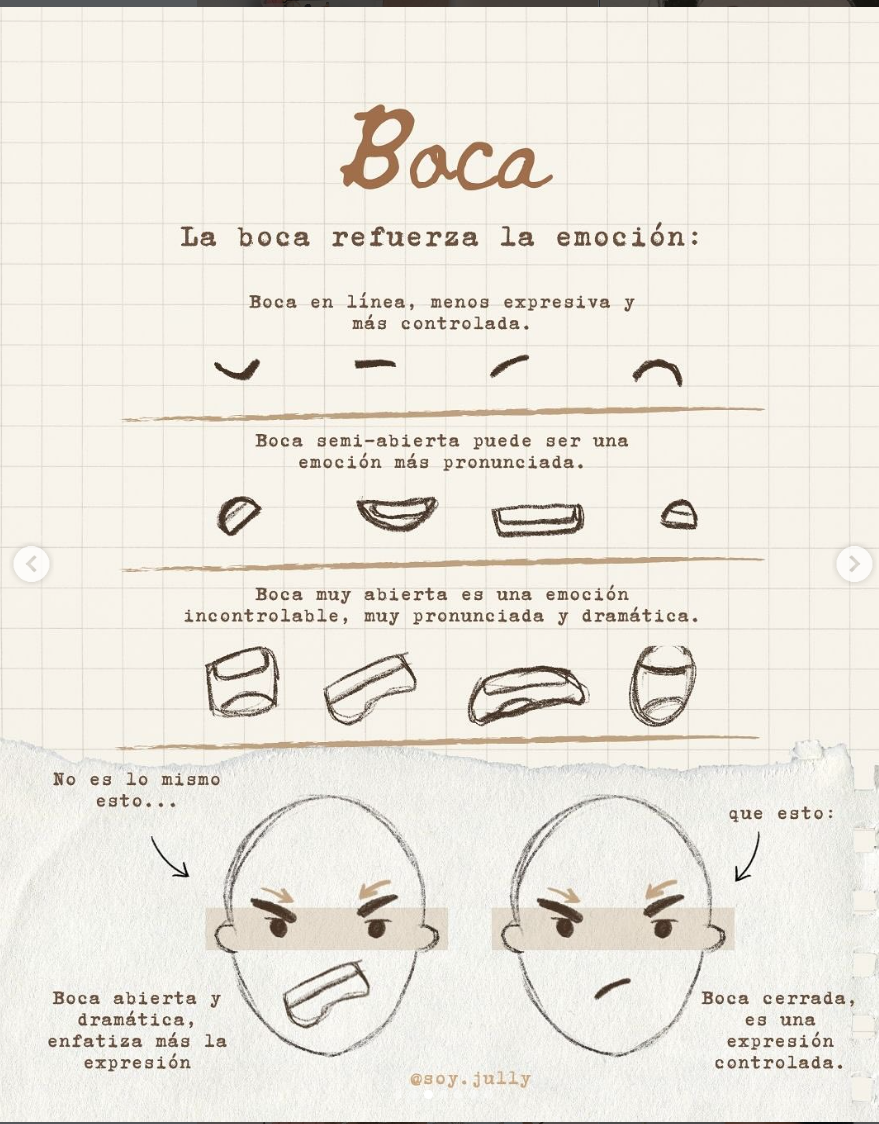 Boca
La boca refuerza la emoción:
Boca en línea, menos expresiva y
más controlada.
Boca semi-abierta puede ser una
emoción más pronunciada.
Boca muy abierta es una emoción
incontrolable, muy pronunciada y dramática.
No es lo mismo
esto...
que esto:
Boca abierta y
dramática,
enfatiza más la
expresión
Boca cerrada,
es una
expresión
controlada.
@soy.jully